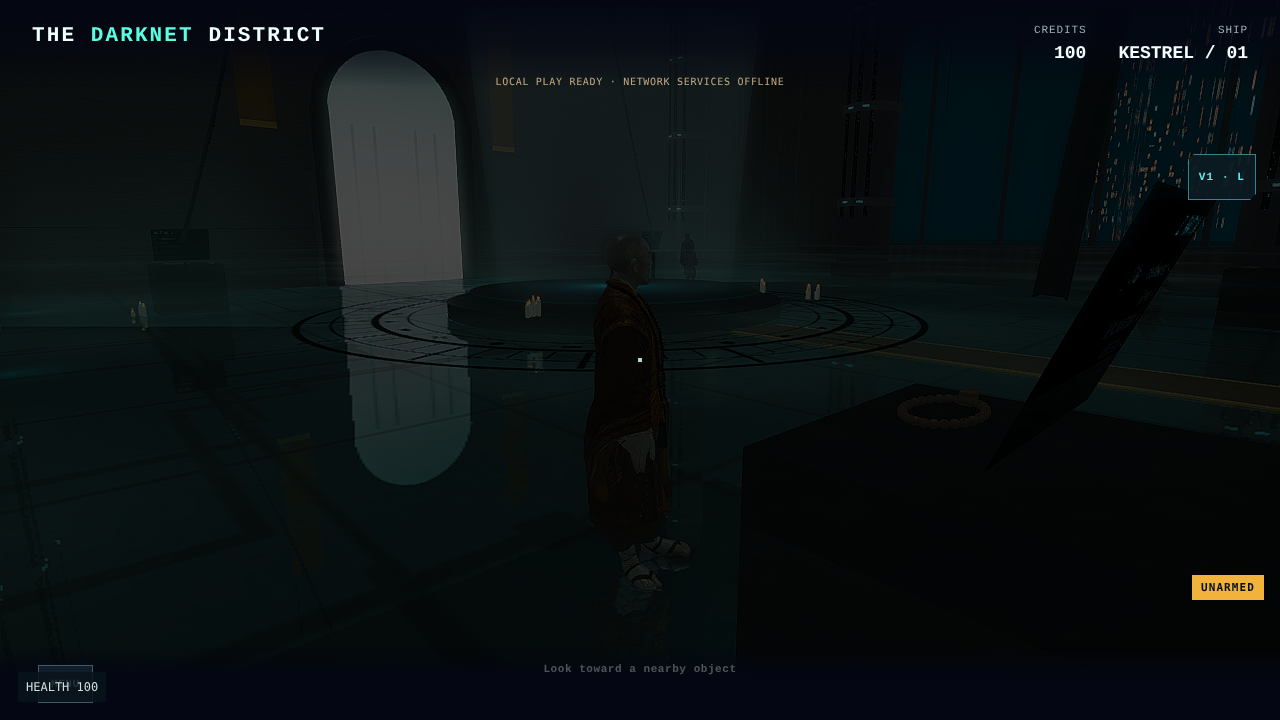 THE DARKNET DISTRICT
CREDITS
100
SHIP
KESTREL / 01
LOCAL PLAY READY · NETWORK SERVICES OFFLINE
V1 · L
UNARMED
Look toward a nearby object
HEALTH 100